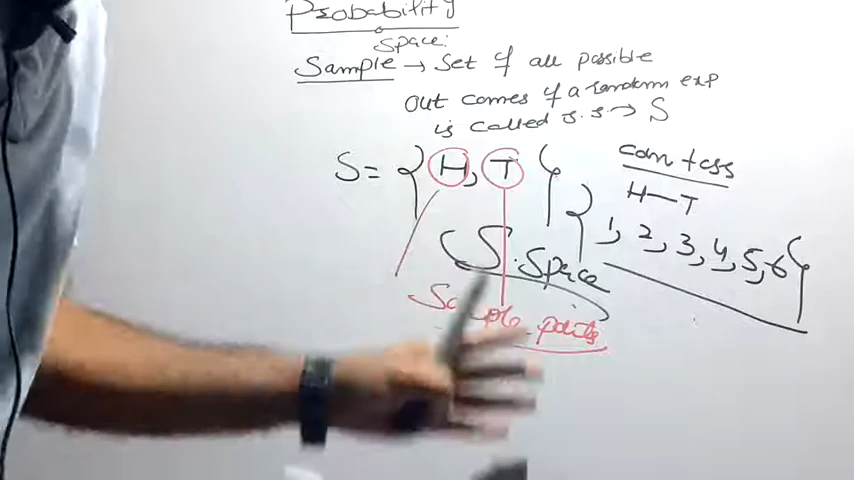 Probability
Space:
Sample → Set of all possible
out comes of a random exp
is called s.s → S
S = { H, T }
S.Space
Sample points
coin toss
H—T
{ 1, 2, 3, 4, 5, 6 }